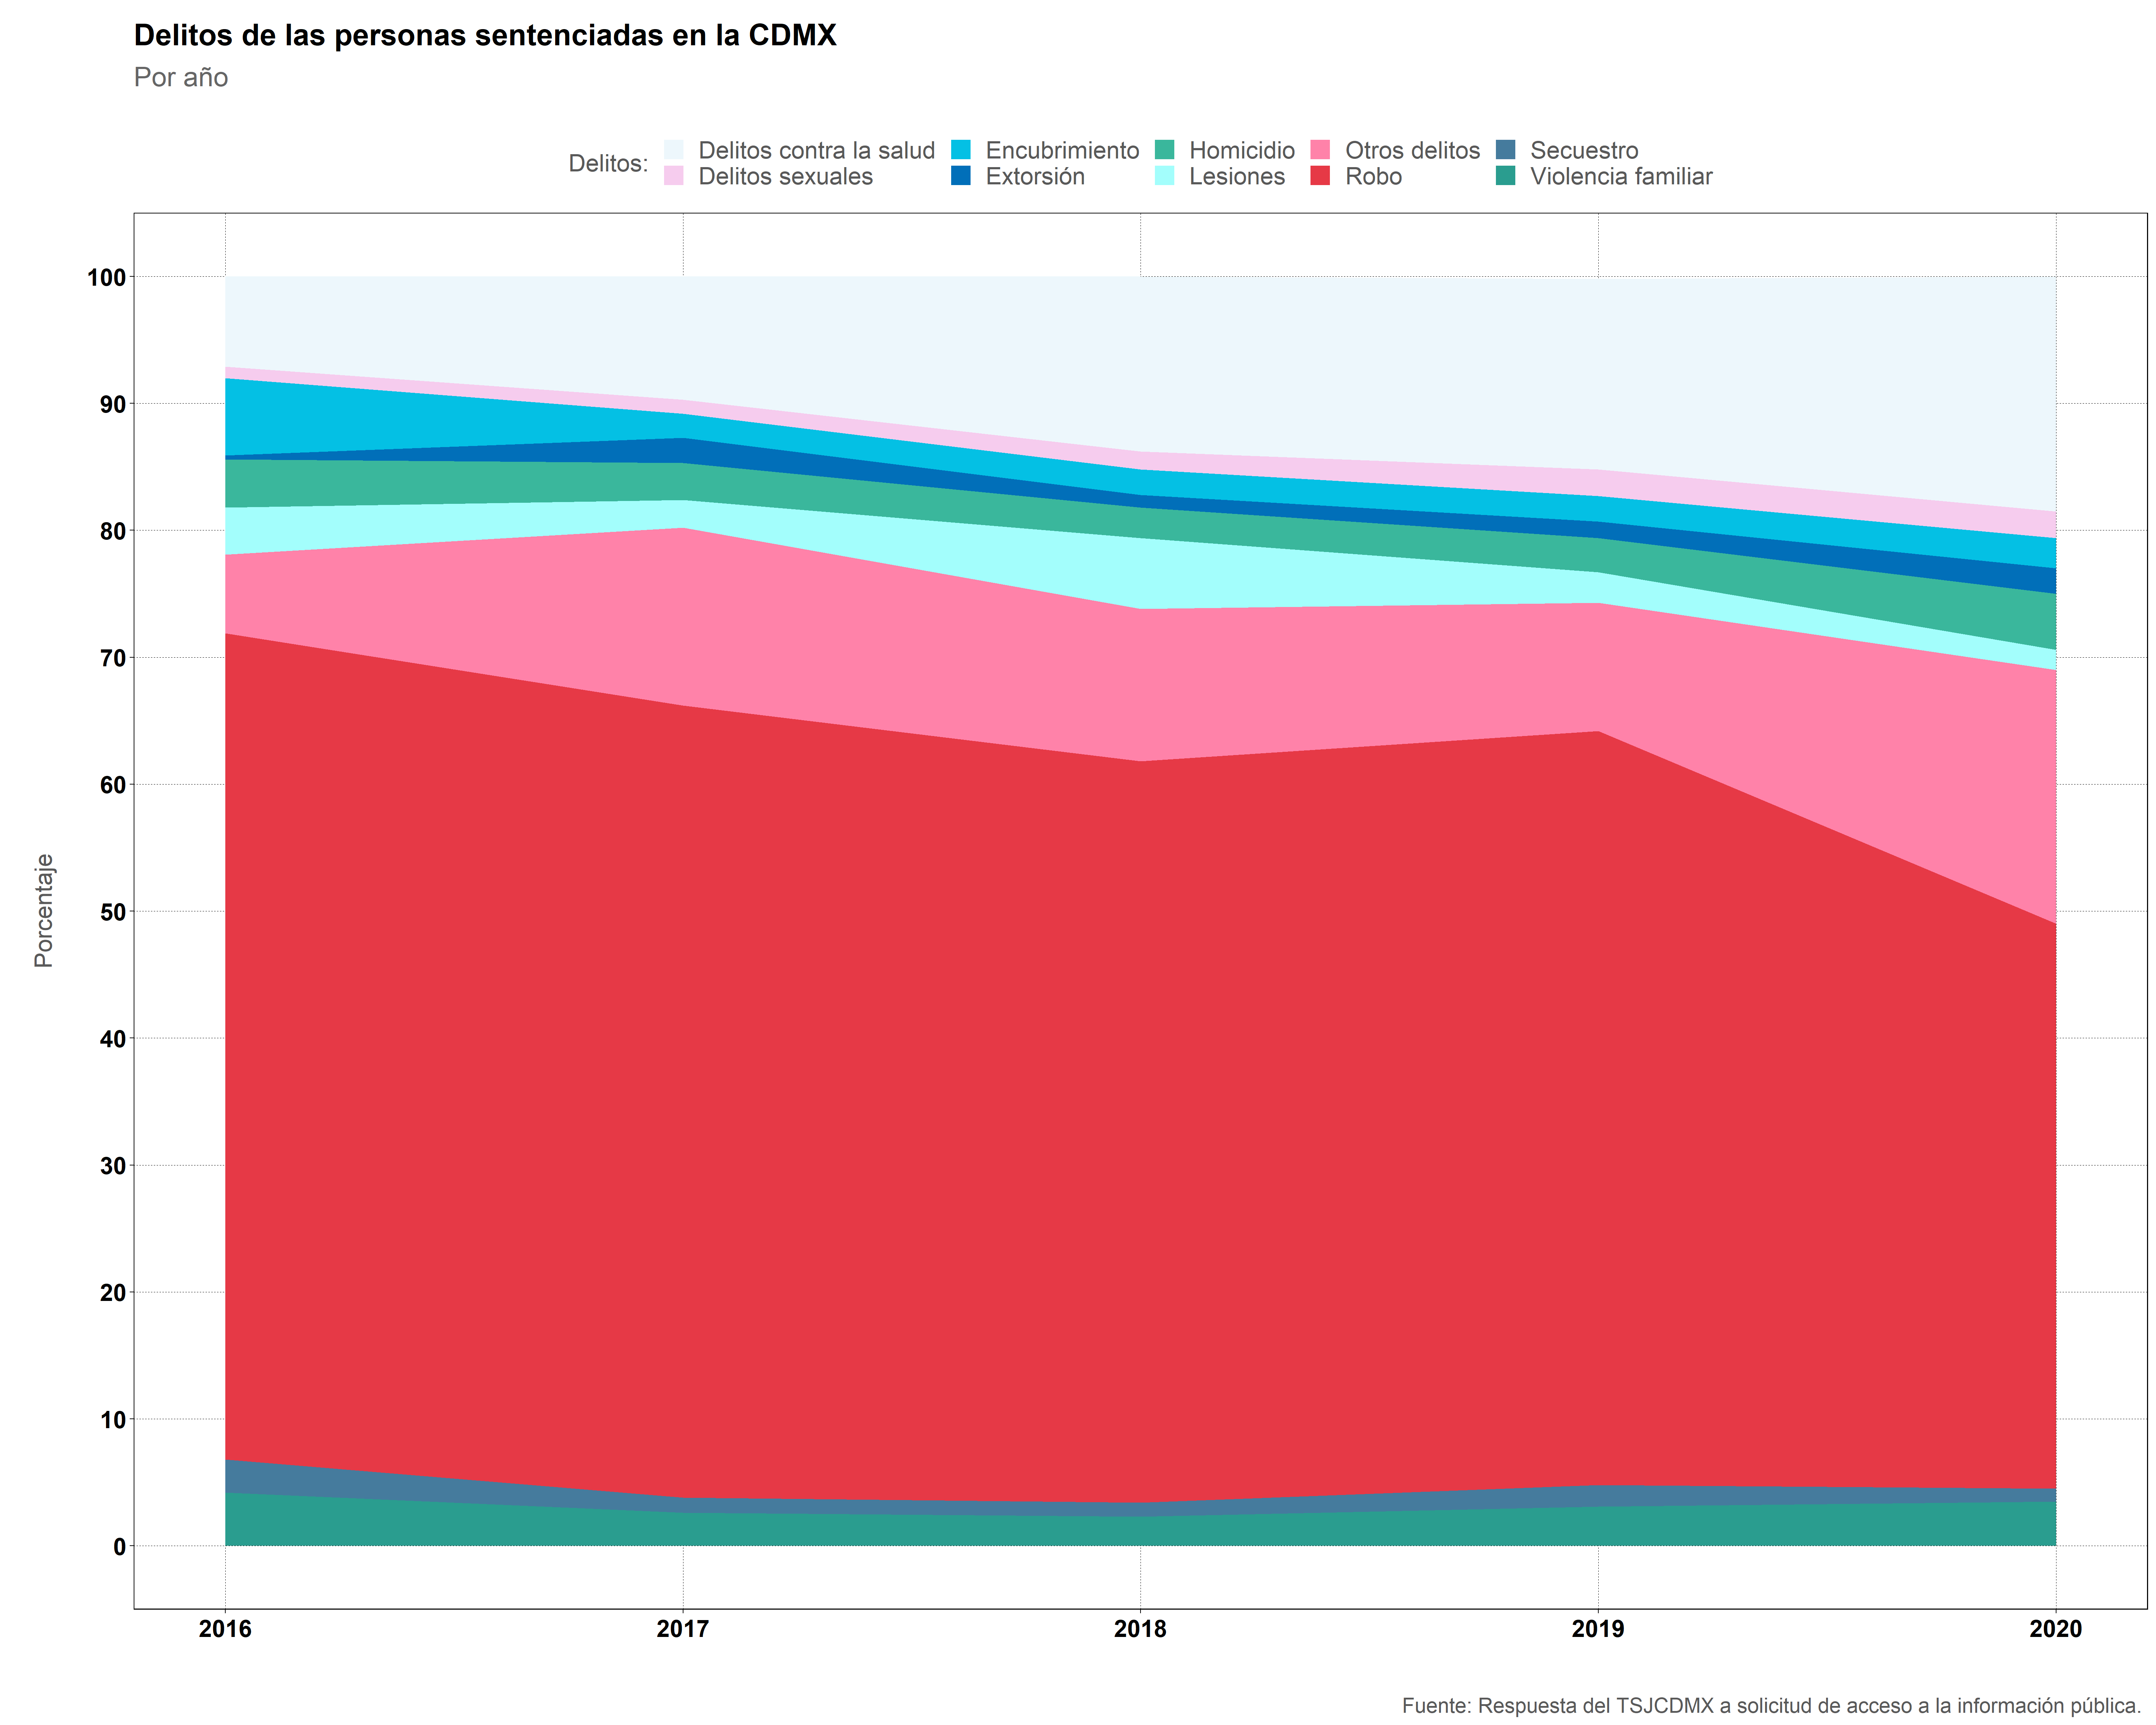 Delitos de las personas sentenciadas en la CDMX
Por año
Delitos:
Delitos contra la salud Encubrimiento Homicidio Otros delitos Secuestro
Delitos sexuales Extorsión Lesiones Robo Violencia familiar
100
90
80
70
60
50
40
30
20
10
0
Porcentaje
2016 2017 2018 2019 2020
Fuente: Respuesta del TSJCDMX a solicitud de acceso a la información pública.